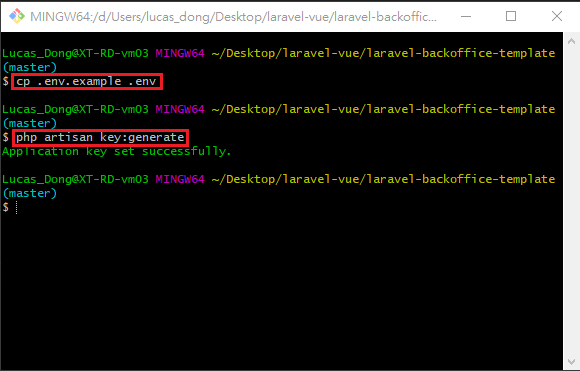 MINGW64:/d/Users/lucas_dong/Desktop/laravel-vue/laravel-backoffic...
Lucas_Dong@XT-RD-vm03 MINGW64 ~/Desktop/laravel-vue/laravel-backoffice-template
(master)
$ cp .env.example .env
Lucas_Dong@XT-RD-vm03 MINGW64 ~/Desktop/laravel-vue/laravel-backoffice-template
(master)
$ php artisan key:generate
Application key set successfully.
Lucas_Dong@XT-RD-vm03 MINGW64 ~/Desktop/laravel-vue/laravel-backoffice-template
(master)
$